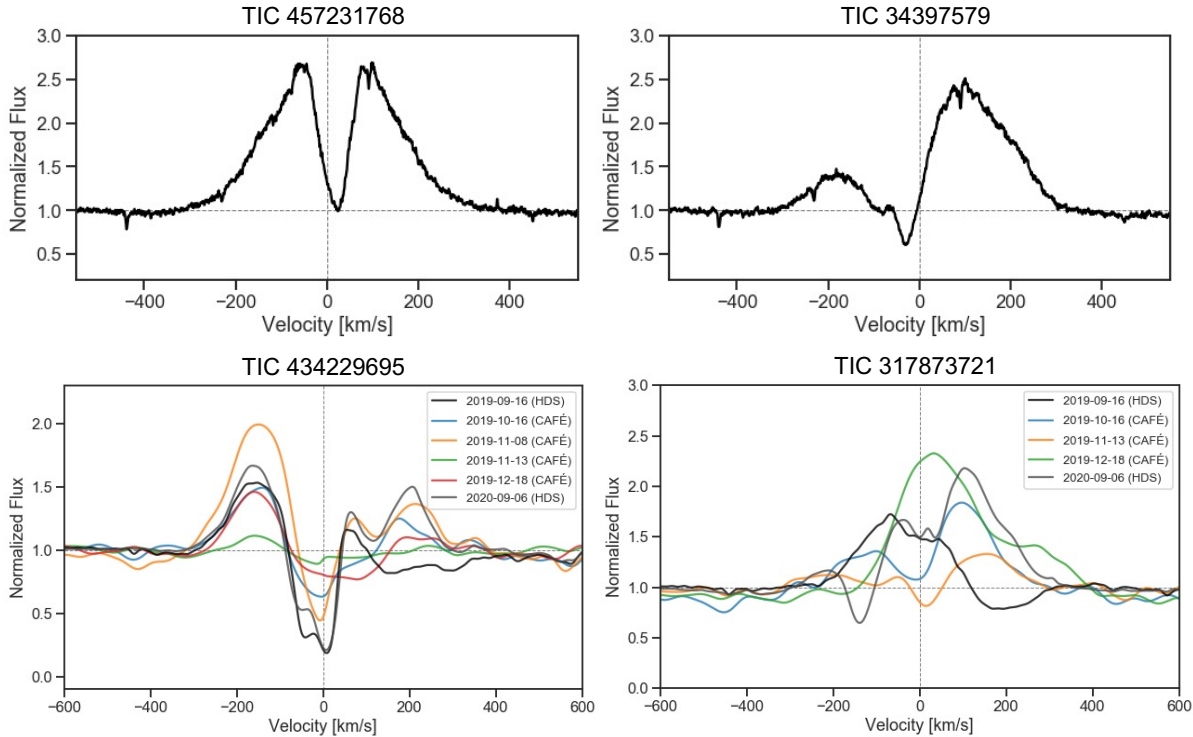 TIC 457231768
3.0
2.5
2.0
1.5
1.0
0.5
Normalized Flux
−400 −200 0 200 400
Velocity [km/s]
TIC 34397579
3.0
2.5
2.0
1.5
1.0
0.5
Normalized Flux
−400 −200 0 200 400
Velocity [km/s]
TIC 434229695
2.0
1.5
1.0
0.5
0.0
Normalized Flux
2019-09-16 (HDS)
2019-10-16 (CAFÉ)
2019-11-08 (CAFÉ)
2019-11-13 (CAFÉ)
2019-12-18 (CAFÉ)
2020-09-06 (HDS)
−600 −400 −200 0 200 400 600
Velocity [km/s]
TIC 317873721
3.0
2.5
2.0
1.5
1.0
0.5
0.0
Normalized Flux
2019-09-16 (HDS)
2019-10-16 (CAFÉ)
2019-11-13 (CAFÉ)
2019-12-18 (CAFÉ)
2020-09-06 (HDS)
−600 −400 −200 0 200 400 600
Velocity [km/s]